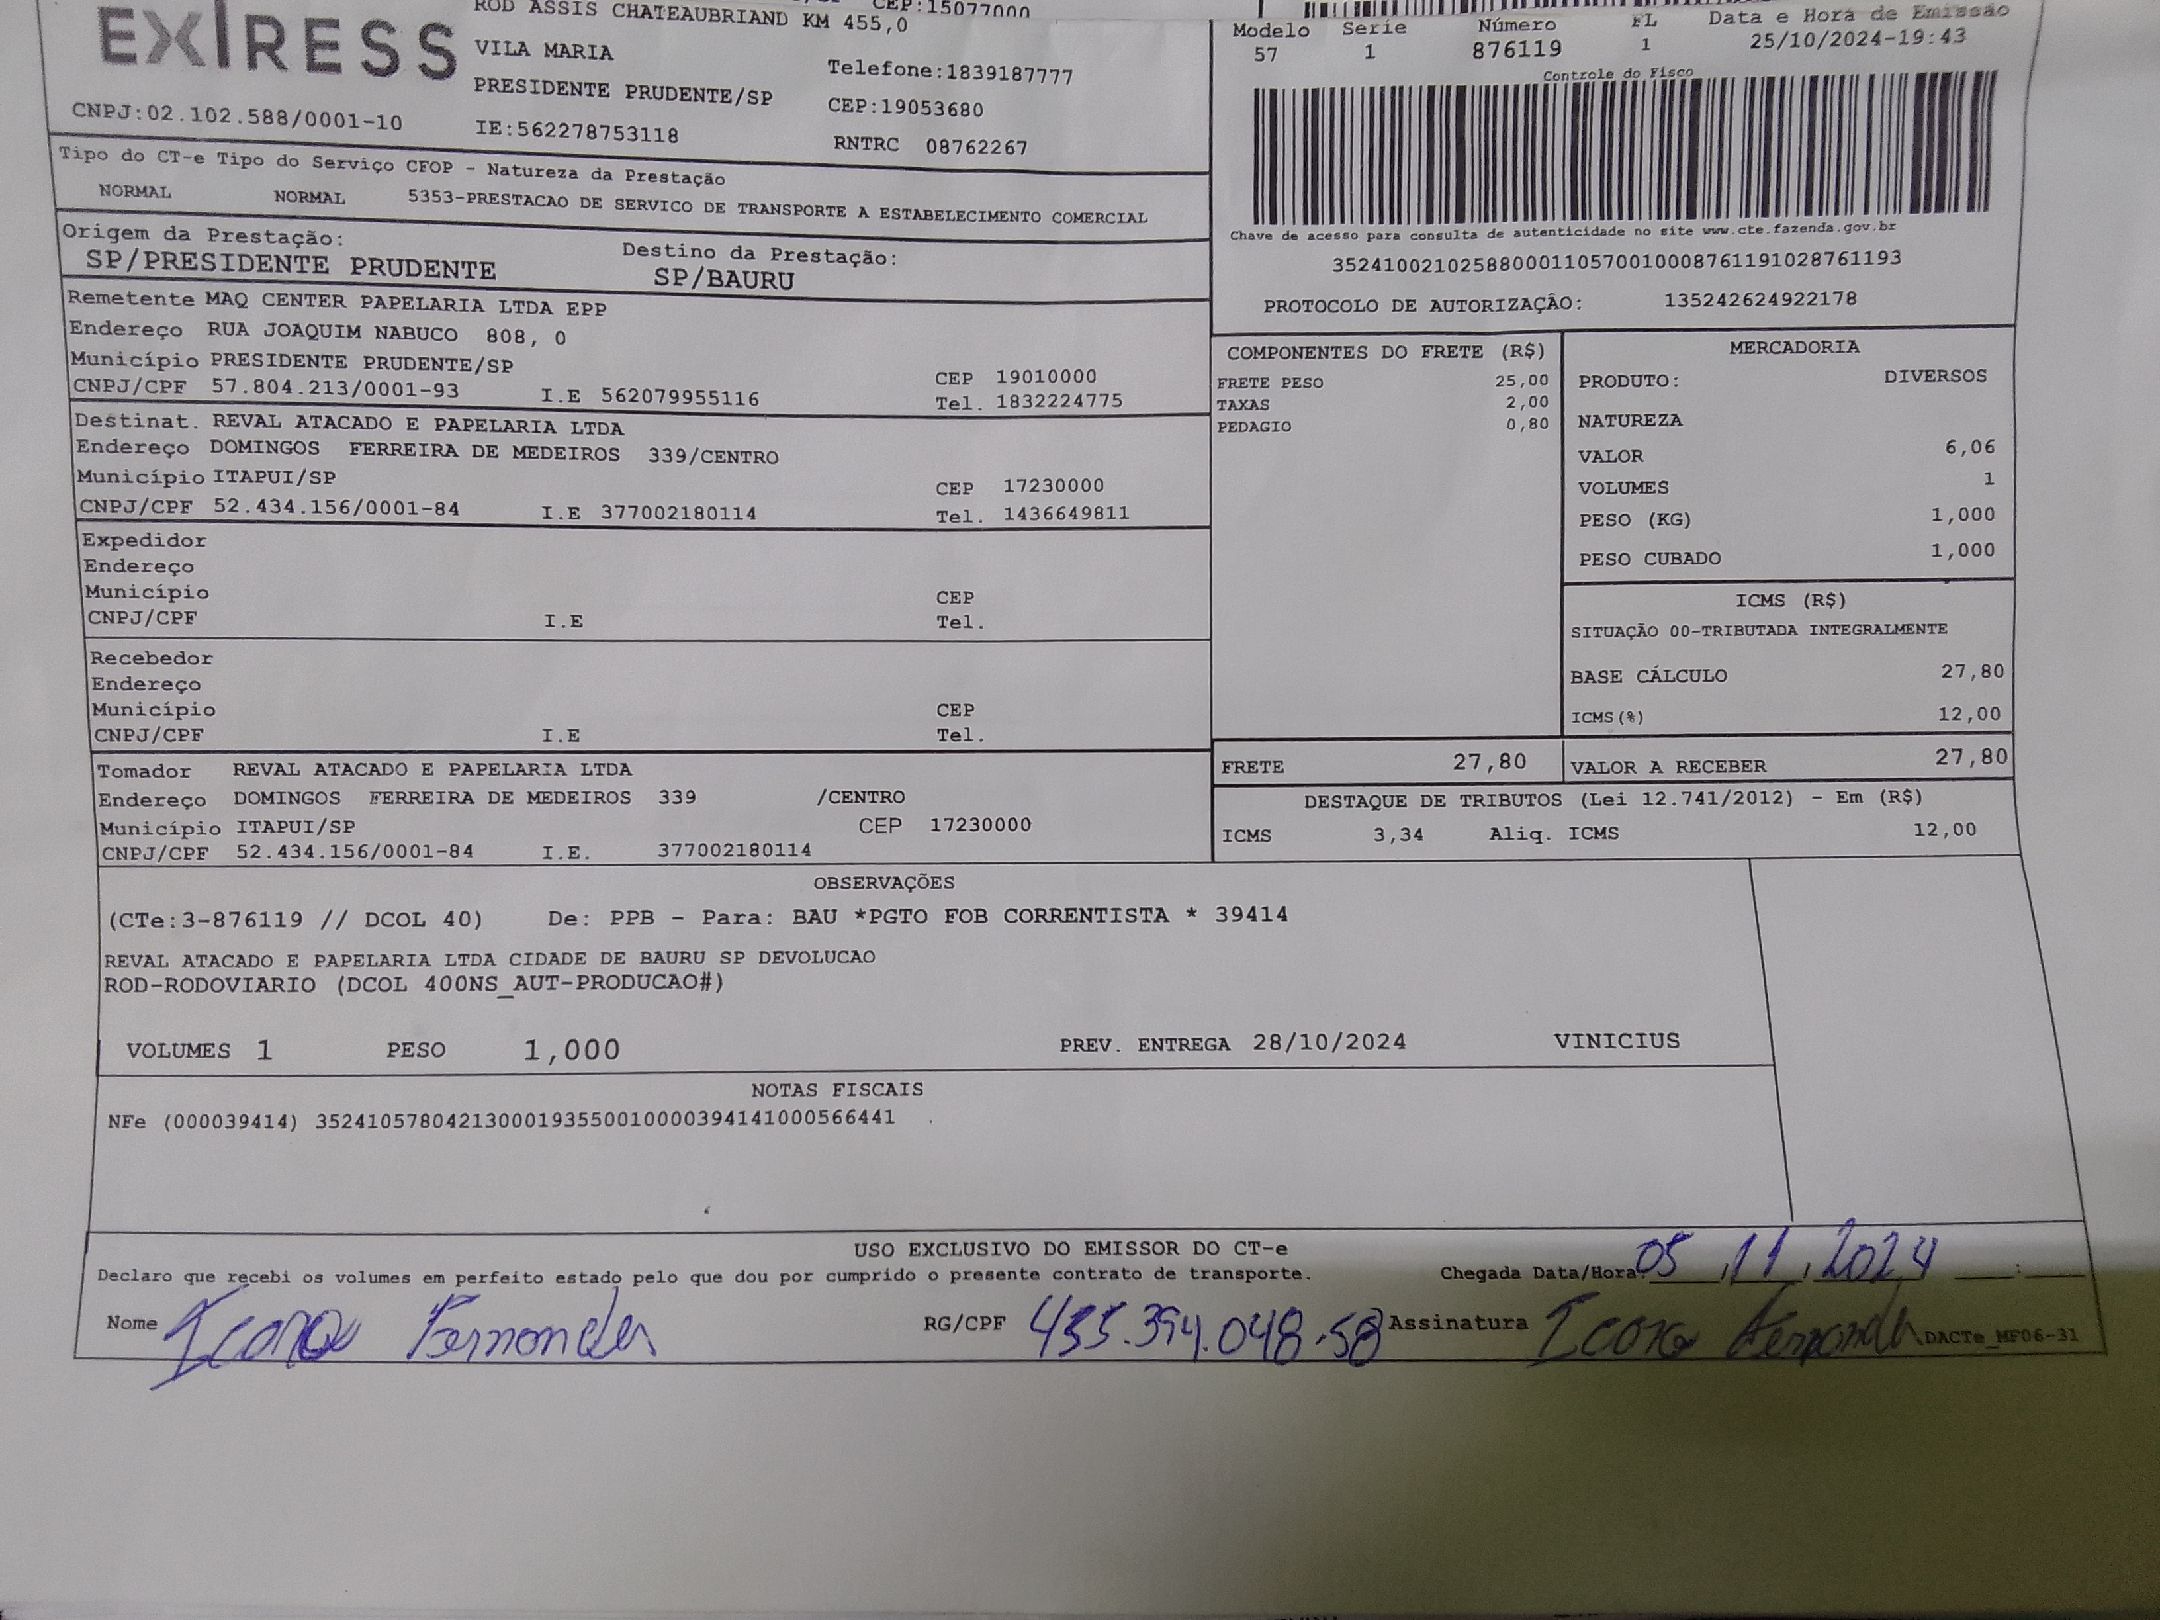 CEP:15077000
ROD ASSIS CHATEAUBRIAND KM 455,0
EXPRESS
VILA MARIA
Telefone:1839187777
PRESIDENTE PRUDENTE/SP
CEP:19053680
CNPJ:02.102.588/0001-10
IE:562278753118
RNTRC 08762267
Modelo Serie Número FL Data e Hora de Emissão
57 1 876119 1 25/10/2024-19:43
Controle do Fisco
Tipo do CT-e Tipo do Serviço CFOP - Natureza da Prestação
NORMAL NORMAL 5353-PRESTACAO DE SERVICO DE TRANSPORTE A ESTABELECIMENTO COMERCIAL
Chave de acesso para consulta de autenticidade no site www.cte.fazenda.gov.br
35241002102588000110570010008761191028761193
PROTOCOLO DE AUTORIZAÇÃO: 135242624922178
Origem da Prestação: Destino da Prestação:
SP/PRESIDENTE PRUDENTE SP/BAURU
Remetente MAQ CENTER PAPELARIA LTDA EPP
Endereço RUA JOAQUIM NABUCO 808, 0
Município PRESIDENTE PRUDENTE/SP CEP 19010000
CNPJ/CPF 57.804.213/0001-93 I.E 562079955116 Tel. 1832224775
Destinat. REVAL ATACADO E PAPELARIA LTDA
Endereço DOMINGOS FERREIRA DE MEDEIROS 339/CENTRO
Município ITAPUI/SP CEP 17230000
CNPJ/CPF 52.434.156/0001-84 I.E 377002180114 Tel. 1436649811
Expedidor
Endereço
Município CEP
CNPJ/CPF I.E Tel.
Recebedor
Endereço
Município CEP
CNPJ/CPF I.E Tel.
Tomador REVAL ATACADO E PAPELARIA LTDA
Endereço DOMINGOS FERREIRA DE MEDEIROS 339 /CENTRO
Município ITAPUI/SP CEP 17230000
CNPJ/CPF 52.434.156/0001-84 I.E. 377002180114
COMPONENTES DO FRETE (R$)
FRETE PESO 25,00
TAXAS 2,00
PEDAGIO 0,80
MERCADORIA
PRODUTO: DIVERSOS
NATUREZA
VALOR 6,06
VOLUMES 1
PESO (KG) 1,000
PESO CUBADO 1,000
ICMS (R$)
SITUAÇÃO 00-TRIBUTADA INTEGRALMENTE
BASE CÁLCULO 27,80
ICMS(%) 12,00
FRETE 27,80 VALOR A RECEBER 27,80
DESTAQUE DE TRIBUTOS (Lei 12.741/2012) - Em (R$)
ICMS 3,34 Aliq. ICMS 12,00
OBSERVAÇÕES
(CTe:3-876119 // DCOL 40) De: PPB - Para: BAU *PGTO FOB CORRENTISTA * 39414
REVAL ATACADO E PAPELARIA LTDA CIDADE DE BAURU SP DEVOLUCAO
ROD-RODOVIARIO (DCOL 400NS_AUT-PRODUCAO#)
VOLUMES 1 PESO 1,000 PREV. ENTREGA 28/10/2024 VINICIUS
NOTAS FISCAIS
NFe (000039414) 35241057804213000193550010000394141000566441
USO EXCLUSIVO DO EMISSOR DO CT-e
Declaro que recebi os volumes em perfeito estado pelo que dou por cumprido o presente contrato de transporte. Chegada Data/Hora: 05 , 11 , 2024 :
Nome Icaro Fernandes RG/CPF 435.394.048-58 Assinatura Icaro Fernandes DACTe_MF06-31